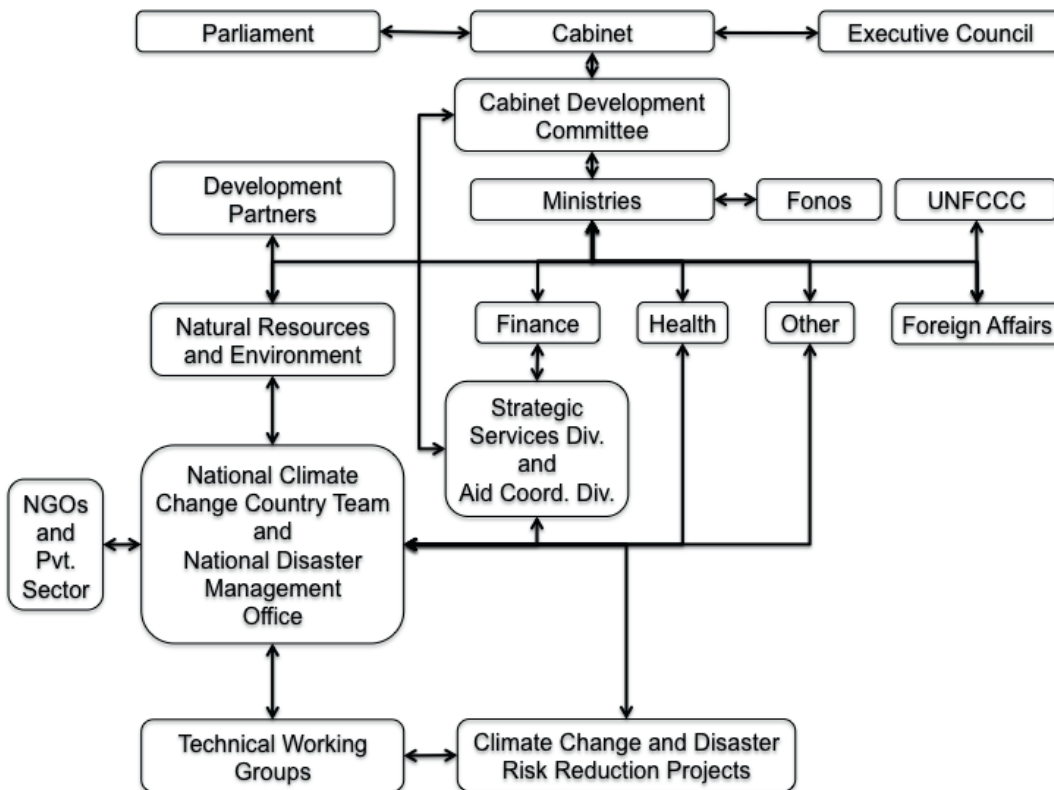 Parliament
Cabinet
Executive Council
Cabinet Development
Committee
Development
Partners
Ministries
Fonos
UNFCCC
Natural Resources
and Environment
Finance
Health
Other
Foreign Affairs
Strategic
Services Div.
and
Aid Coord. Div.
NGOs
and
Pvt.
Sector
National Climate
Change Country Team
and
National Disaster
Management
Office
Technical Working
Groups
Climate Change and Disaster
Risk Reduction Projects